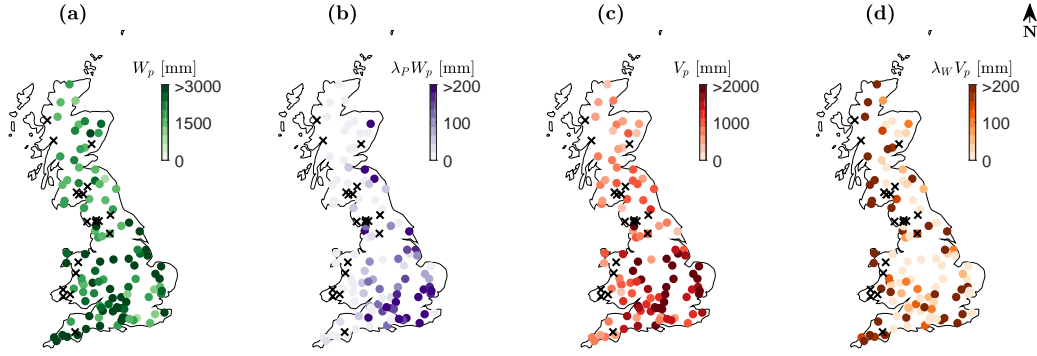 (a) (b) (c) (d)
N
W_p [mm] λ_P W_p [mm] V_p [mm] λ_W V_p [mm]
>3000 >200 >2000 >200
1500 100 1000 100
0 0 0 0